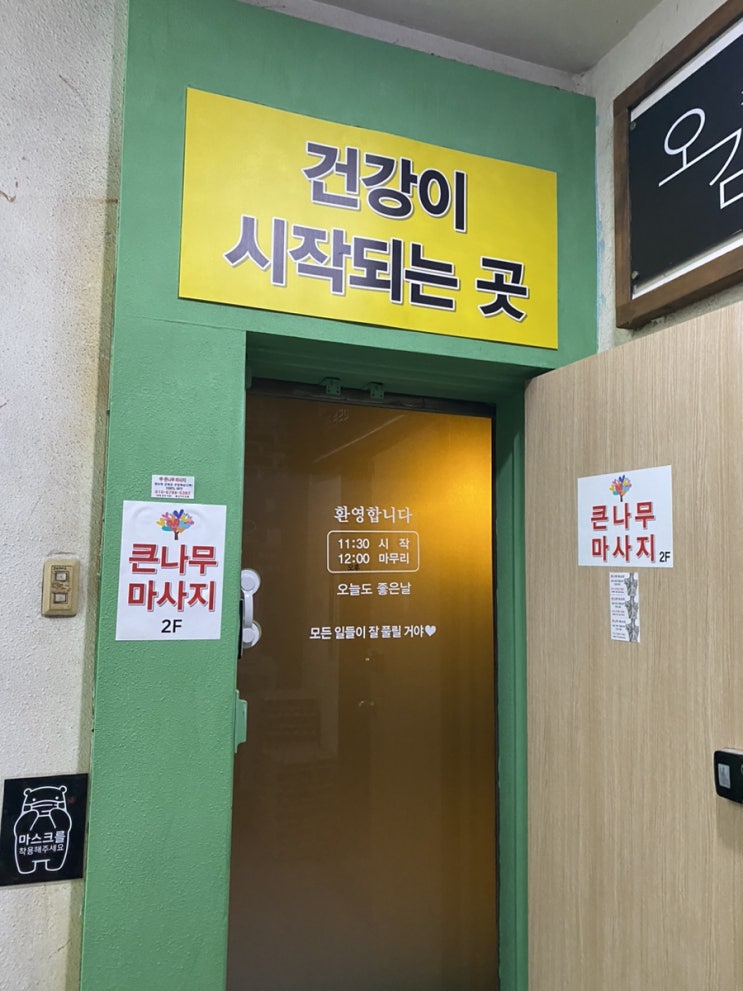 건강이
시작되는 곳
오
환영합니다
11:30 시 작
12:00 마무리
오늘도 좋은날
모든 일들이 잘 풀릴 거야♥
큰나무
마사지
2F
큰나무
마사지 2F
마스크를
착용해주세요